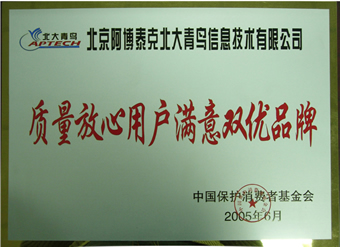 北大青鸟
APTECH
北京阿博泰克北大青鸟信息技术有限公司
质量放心用户满意双优品牌
中国保护消费者基金会
2005年6月